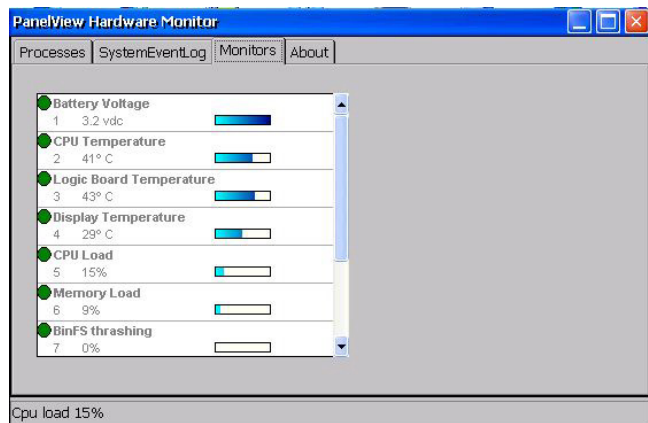 PanelView Hardware Monitor
Processes SystemEventLog Monitors About
Battery Voltage
1 3.2 vdc
CPU Temperature
2 41° C
Logic Board Temperature
3 43° C
Display Temperature
4 29° C
CPU Load
5 15%
Memory Load
6 9%
BinFS thrashing
7 0%
Cpu load 15%